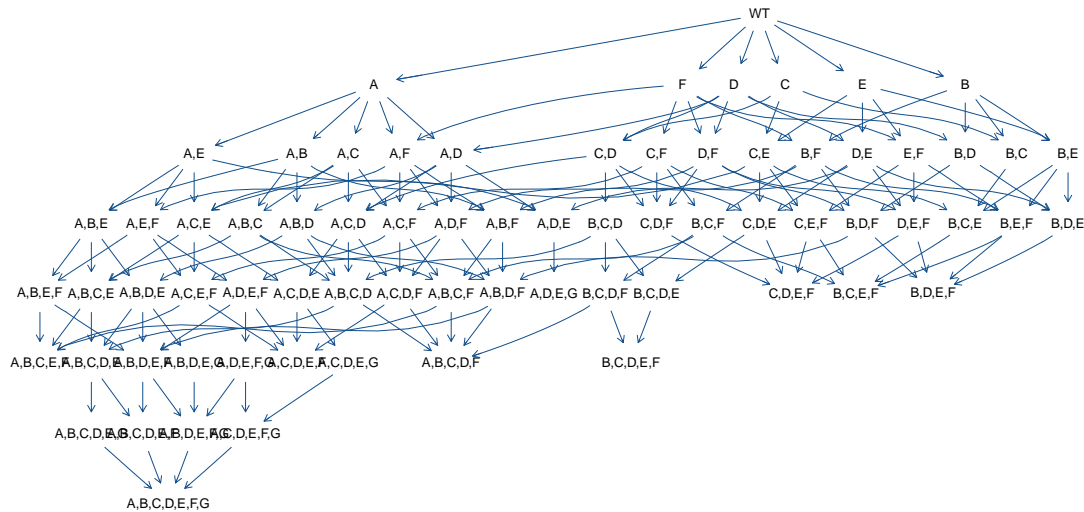 WT
A F D C E B
A,E A,B A,C A,F A,D C,D C,F D,F C,E B,F D,E E,F B,D B,C B,E
A,B,E A,E,F A,C,E A,B,C A,B,D A,C,D A,C,F A,D,F A,B,F A,D,E B,C,D C,D,F B,C,F C,D,E C,E,F B,D,F D,E,F B,C,E B,E,F B,D,E
A,B,E,F A,B,C,E A,B,D,E A,C,E,F A,D,E,F A,C,D,E A,B,C,D A,C,D,F A,B,C,F A,B,D,F A,D,E,G B,C,D,F B,C,D,E C,D,E,F B,C,E,F B,D,E,F
A,B,C,E,F A,B,C,D,E A,B,D,E,F A,B,D,E,G A,D,E,F,G A,C,D,E,F A,C,D,E,G A,B,C,D,F B,C,D,E,F
A,B,C,D,E,G A,B,C,D,E,F A,B,D,E,F,G A,C,D,E,F,G
A,B,C,D,E,F,G